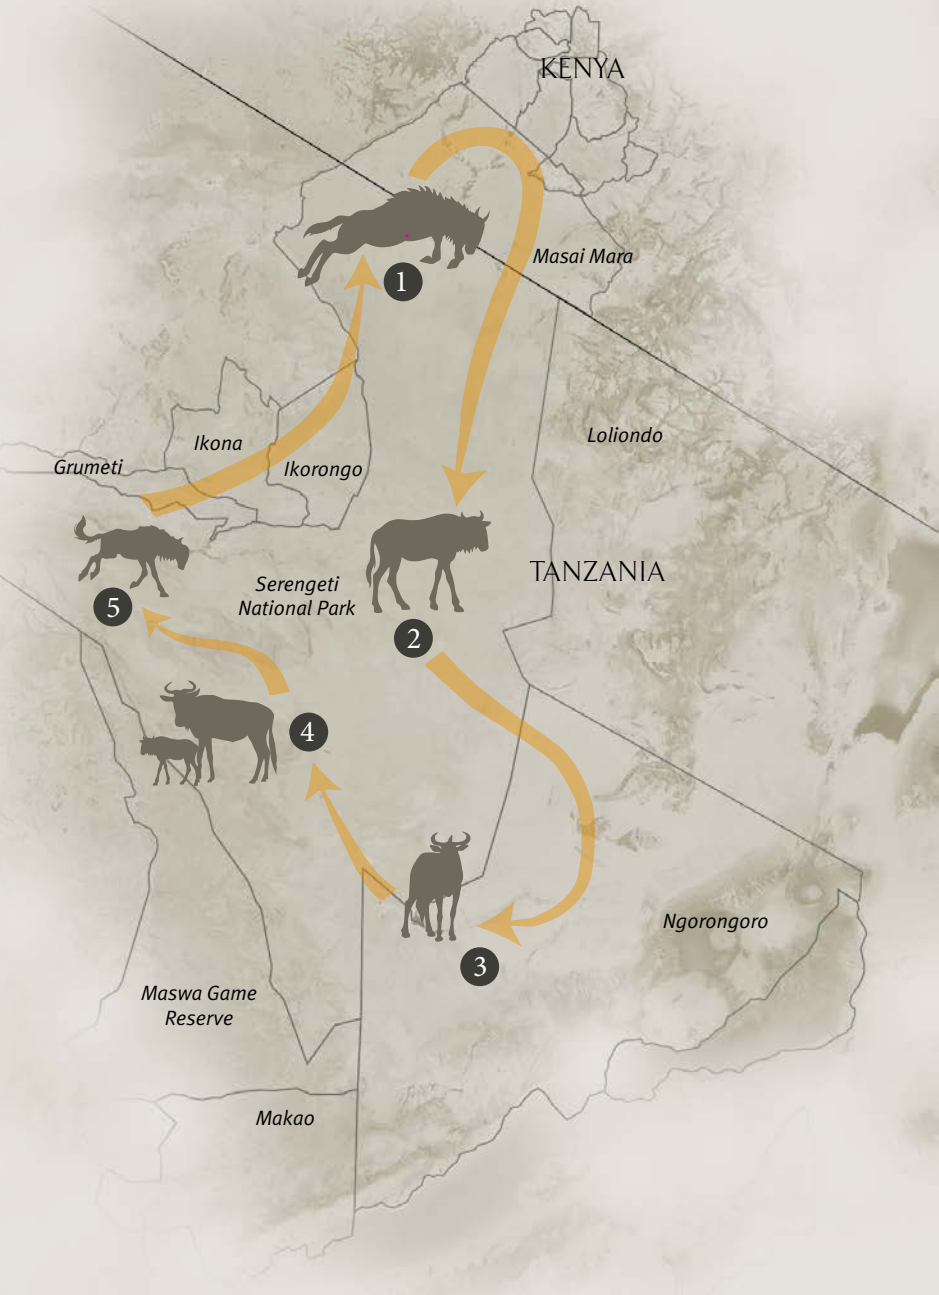 KENYA
Masai Mara
1
Loliondo
Ikona
Grumeti
Ikorongo
TANZANIA
Serengeti
National Park
5
2
4
Ngorongoro
3
Maswa Game
Reserve
Makao